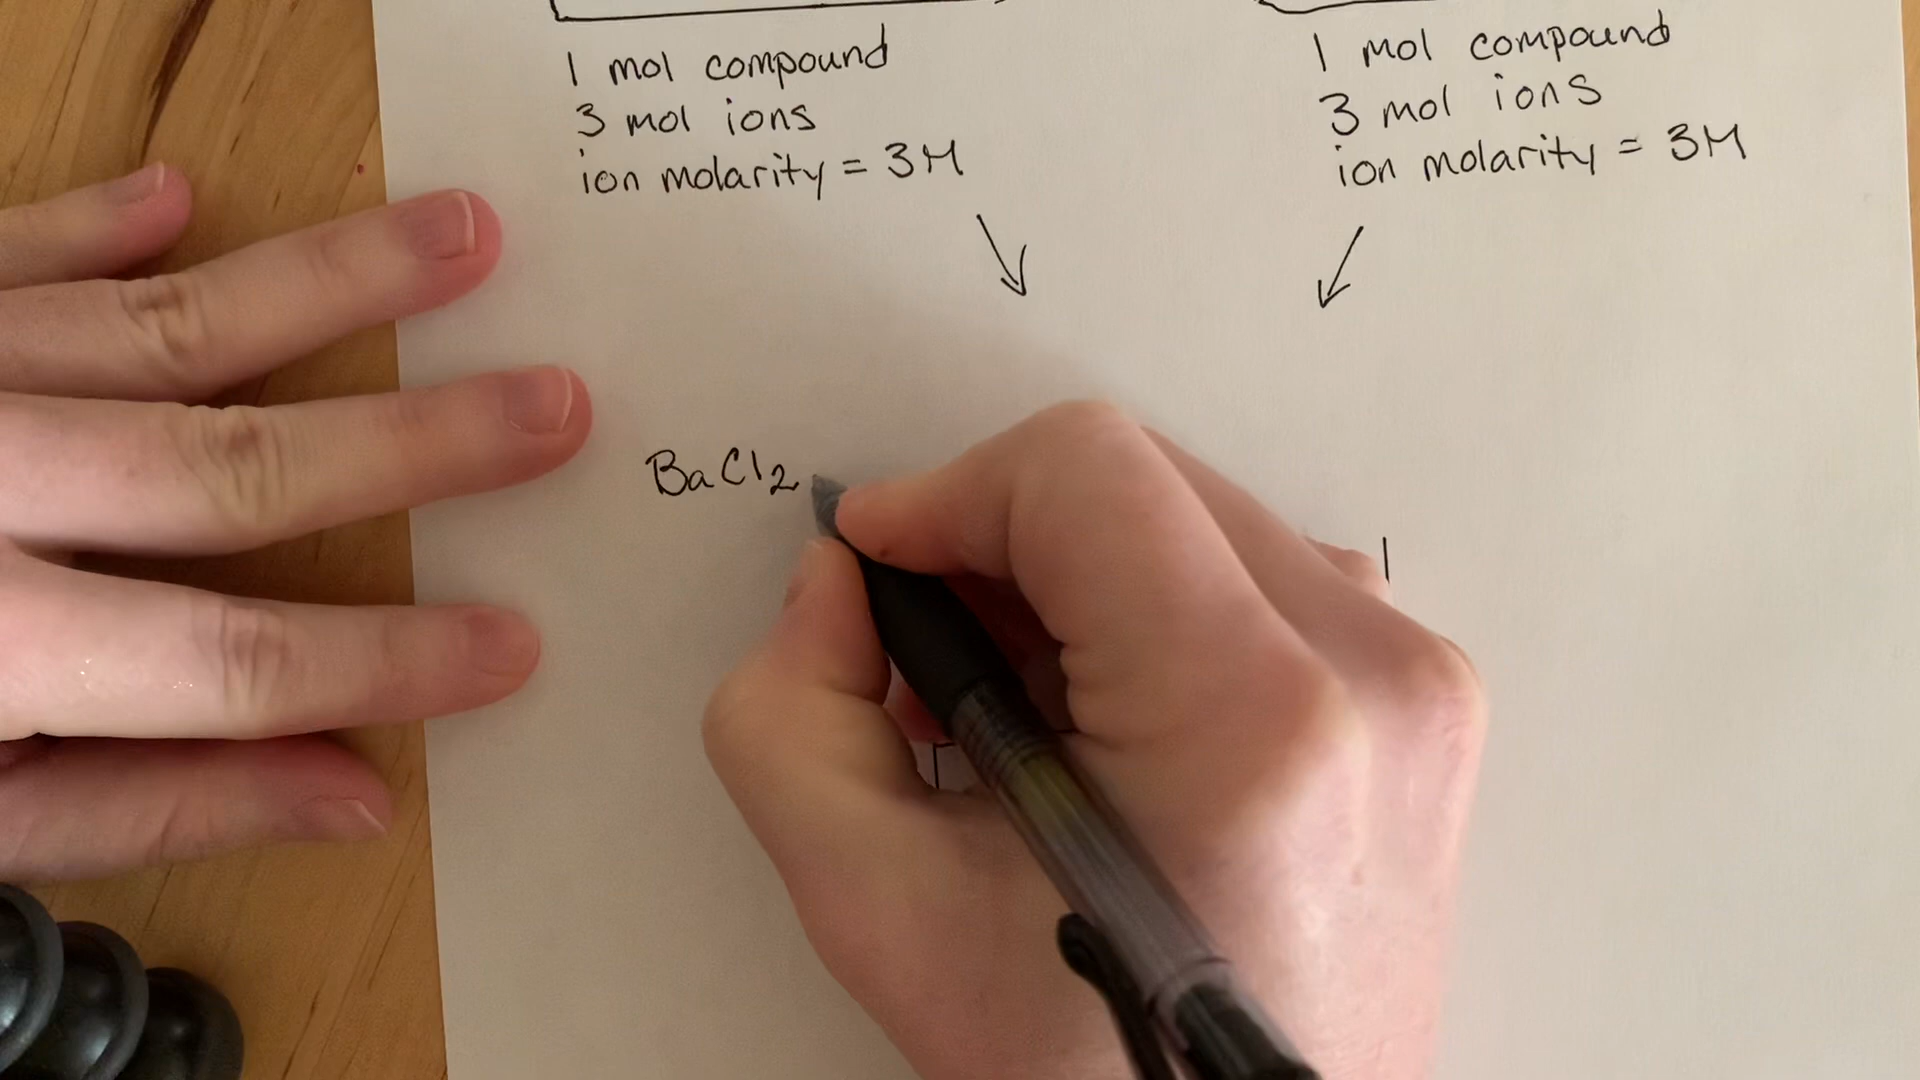 1 mol compound
3 mol ions
ion molarity = 3M
1 mol compound
3 mol ions
ion molarity = 3M
BaCl2